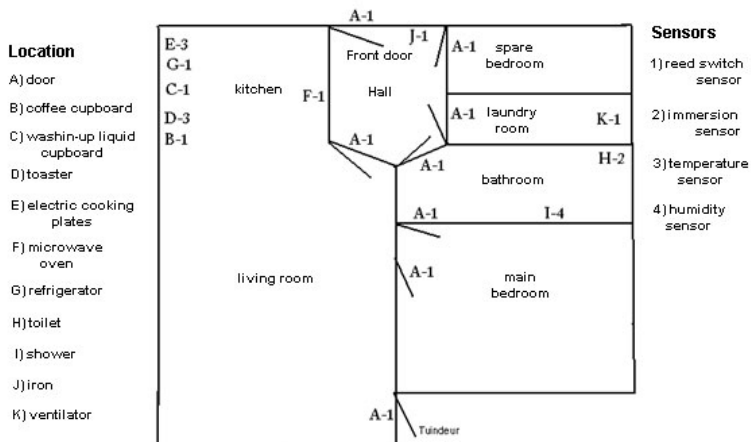 Location
A) door
B) coffee cupboard
C) washin-up liquid
cupboard
D) toaster
E) electric cooking
plates
F) microwave
oven
G) refrigerator
H) toilet
I) shower
J) iron
K) ventilator
A-1
E-3
G-1
C-1
D-3
B-1
kitchen
F-1
Front door
Hall
J-1
A-1
spare
bedroom
A-1
laundry
room
K-1
A-1
A-1
H-2
bathroom
A-1
I-4
living room
A-1
main
bedroom
A-1
Tuindeur
Sensors
1) reed switch
sensor
2) immersion
sensor
3) temperature
sensor
4) humidity
sensor